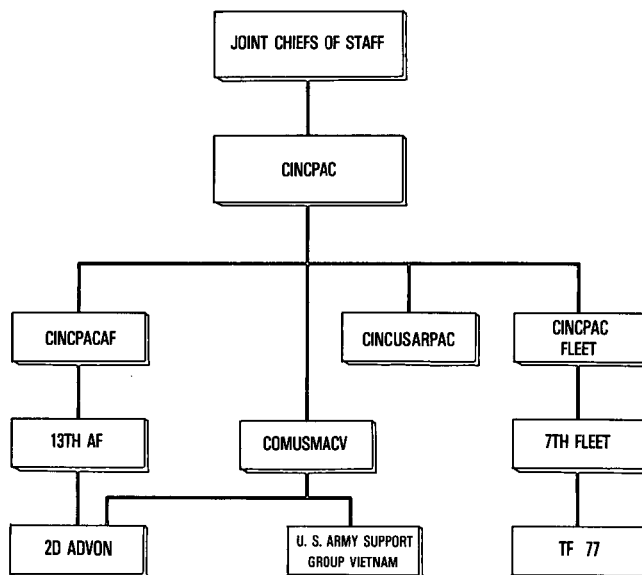 JOINT CHIEFS OF STAFF
CINCPAC
CINCPACAF
CINCUSARPAC
CINCPAC
FLEET
13TH AF
COMUSMACV
7TH FLEET
2D ADVON
U. S. ARMY SUPPORT
GROUP VIETNAM
TF 77